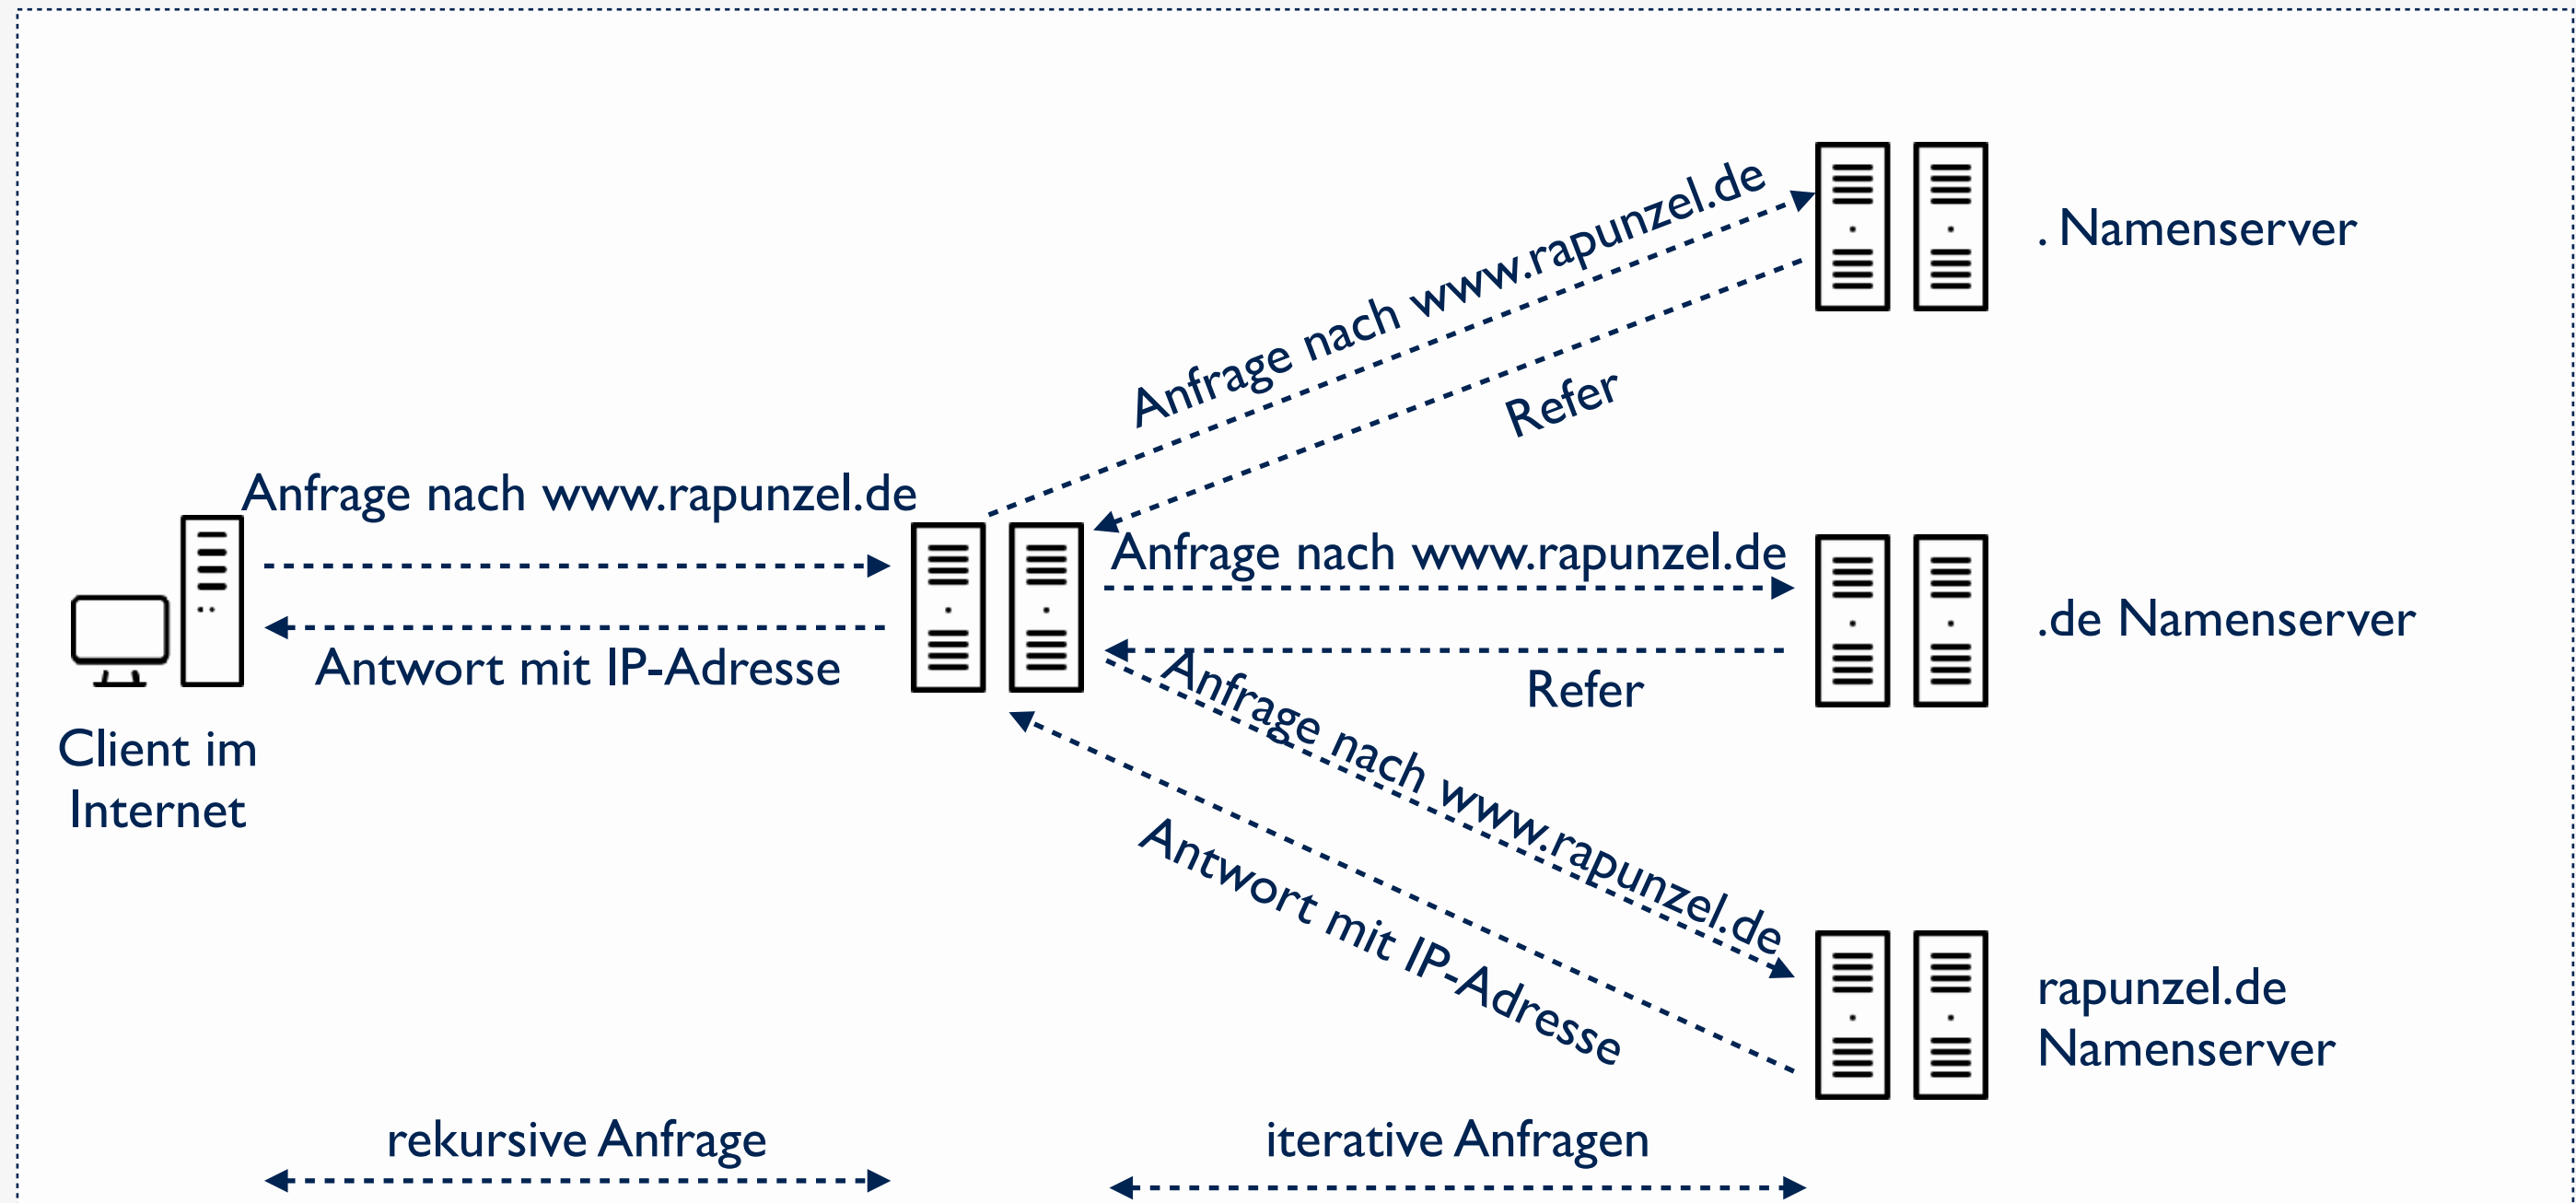 Anfrage nach www.rapunzel.de
. Namenserver
Refer
Anfrage nach www.rapunzel.de
Antwort mit IP-Adresse
Client im
Internet
Anfrage nach www.rapunzel.de
Refer
.de Namenserver
Anfrage nach www.rapunzel.de
Antwort mit IP-Adresse
rapunzel.de
Namenserver
rekursive Anfrage
iterative Anfragen